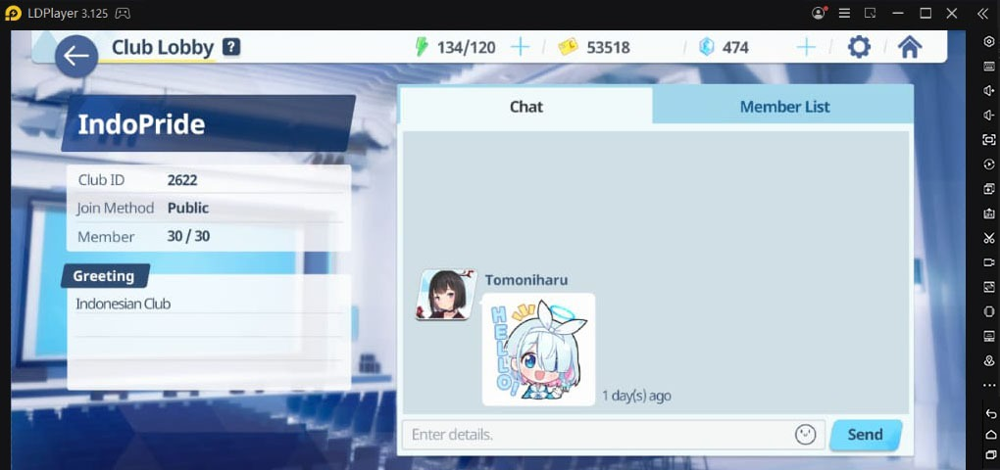 LDPlayer 3.125
Club Lobby ?
134/120
53518
474
IndoPride
Club ID 2622
Join Method Public
Member 30 / 30
Greeting
Indonesian Club
Chat
Member List
Tomoniharu
HELLO!
1 day(s) ago
Enter details.
Send